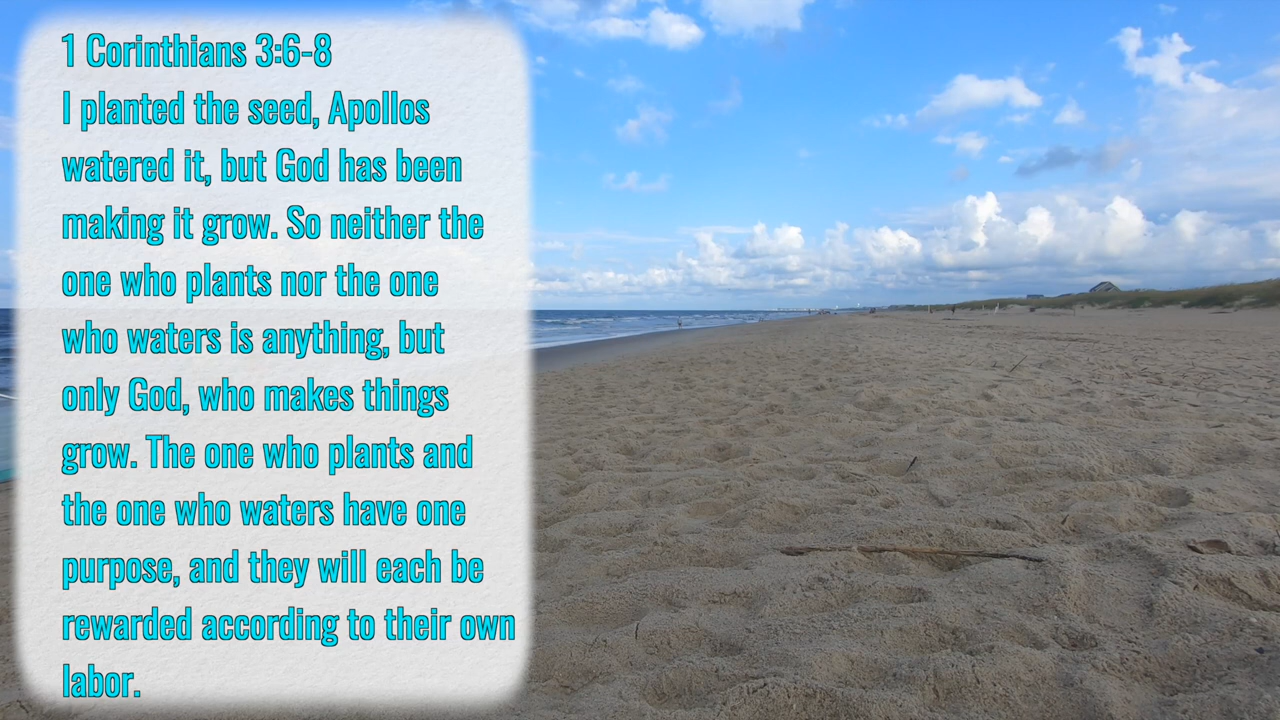 1 Corinthians 3:6-8
I planted the seed, Apollos
watered it, but God has been
making it grow. So neither the
one who plants nor the one
who waters is anything, but
only God, who makes things
grow. The one who plants and
the one who waters have one
purpose, and they will each be
rewarded according to their own
labor.